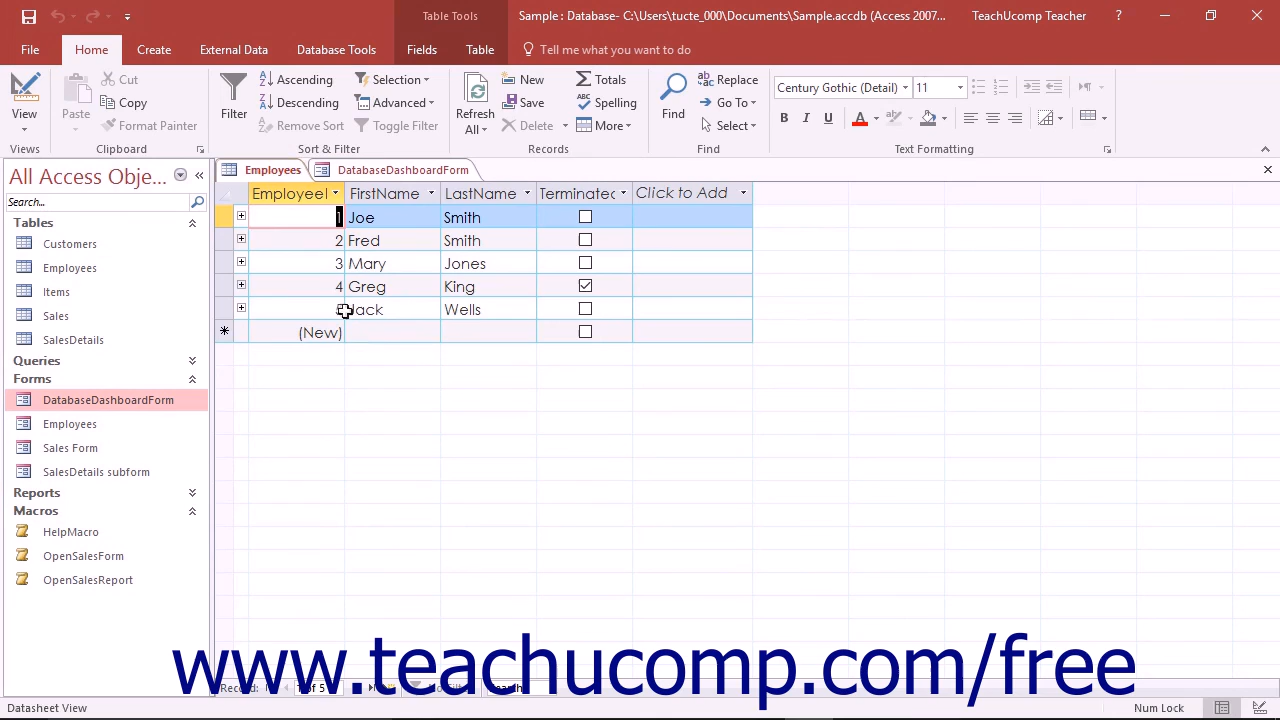 Table Tools
Sample : Database- C:\Users\tucte_000\Documents\Sample.accdb (Access 2007...
TeachUcomp Teacher
?
File
Home
Create
External Data
Database Tools
Fields
Table
Tell me what you want to do
View
Views
Paste
Cut
Copy
Format Painter
Clipboard
Filter
Ascending
Descending
Remove Sort
Selection
Advanced
Toggle Filter
Sort & Filter
Refresh
All
New
Save
Delete
Totals
Spelling
More
Records
Find
Replace
Go To
Select
Find
Century Gothic (Detail)
11
B I U
A
Text Formatting
All Access Obje...
Search...
Tables
Customers
Employees
Items
Sales
SalesDetails
Queries
Forms
DatabaseDashboardForm
Employees
Sales Form
SalesDetails subform
Reports
Macros
HelpMacro
OpenSalesForm
OpenSalesReport
Employees
DatabaseDashboardForm
EmployeeI FirstName LastName Terminated Click to Add
1 Joe Smith
2 Fred Smith
3 Mary Jones
4 Greg King
Jack Wells
(New)
www.teachucomp.com/free
Record:
Datasheet View
Num Lock